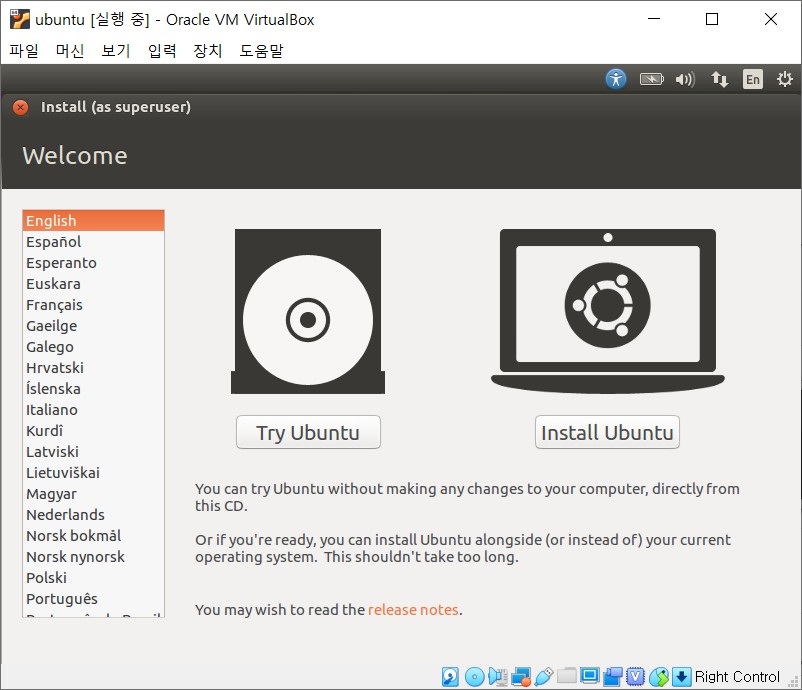 ubuntu [실행 중] - Oracle VM VirtualBox
파일 머신 보기 입력 장치 도움말
En
Install (as superuser)
Welcome
English
Español
Esperanto
Euskara
Français
Gaeilge
Galego
Hrvatski
Íslenska
Italiano
Kurdî
Latviski
Lietuviškai
Magyar
Nederlands
Norsk bokmål
Norsk nynorsk
Polski
Português
Try Ubuntu
Install Ubuntu
You can try Ubuntu without making any changes to your computer, directly from
this CD.
Or if you're ready, you can install Ubuntu alongside (or instead of) your current
operating system. This shouldn't take too long.
You may wish to read the release notes.
Right Control